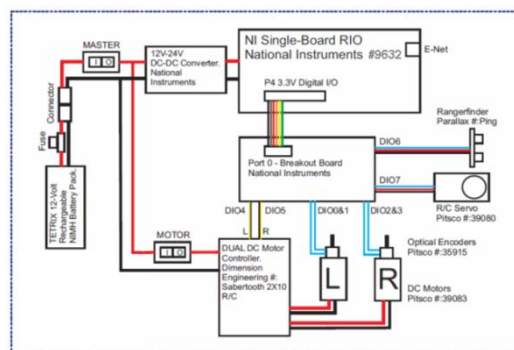 MASTER
12V-24V
DC-DC Converter.
National
Instruments
NI Single-Board RIO
National Instruments #9632
E-Net
P4 3.3V Digital I/O
Connector
Fuse
TETRIX 12-Volt
Rechargeable
NiMH Battery Pack.
Port 0 - Breakout Board
National Instruments
DIO6
Rangerfinder
Parallax #:Ping
DIO7
R/C Servo
Pitsco #:39080
DIO4
DIO5
DIO0&1
DIO2&3
L
R
MOTOR
DUAL DC Motor
Controller.
Dimension
Engineering #:
Sabertooth 2X10
R/C
Optical Encoders
Pitsco #:35915
L
R
DC Motors
Pitsco #:39083